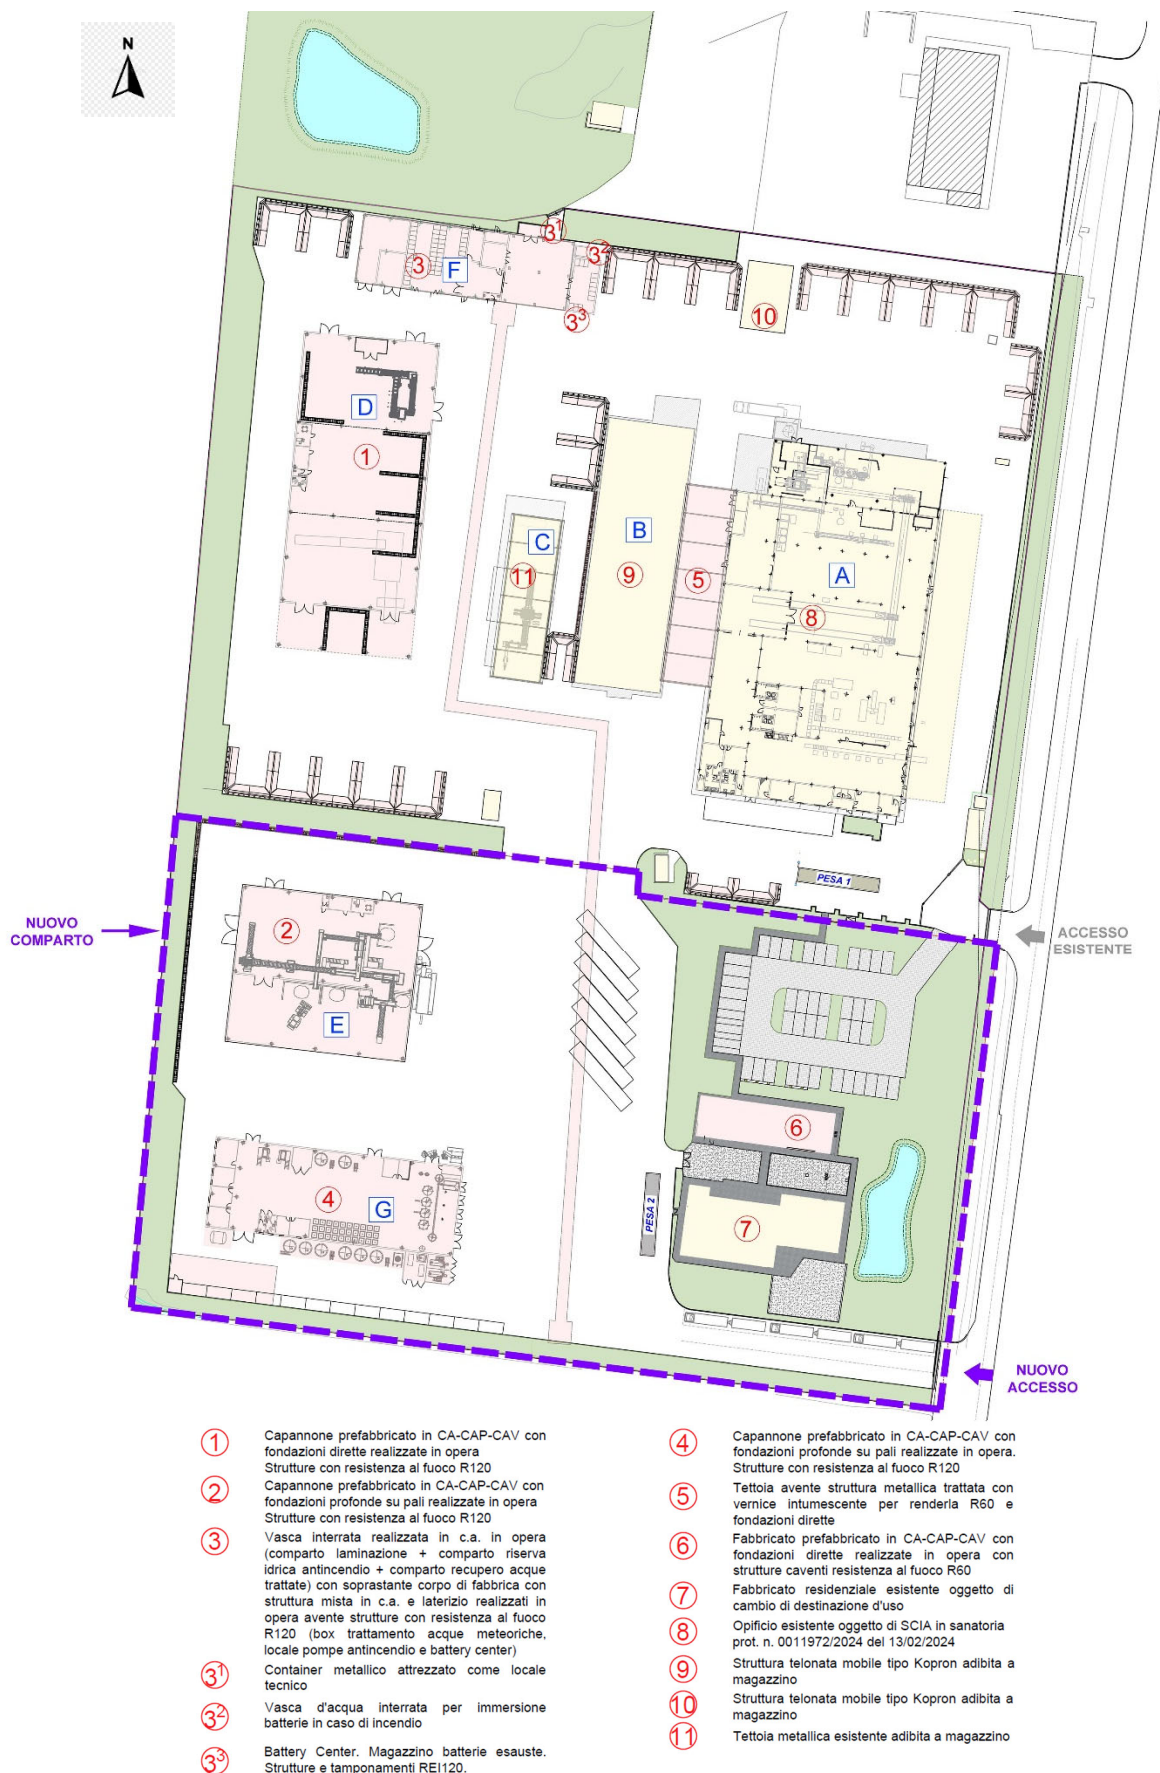 N
3¹
3²
3
F
3³
10
D
1
C
B
11
9
5
A
8
PESA 1
NUOVO
COMPARTO
2
ACCESSO
ESISTENTE
E
6
4
G
PESA 2
7
NUOVO
ACCESSO
1 Capannone prefabbricato in CA-CAP-CAV con
fondazioni dirette realizzate in opera
Strutture con resistenza al fuoco R120
2 Capannone prefabbricato in CA-CAP-CAV con
fondazioni profonde su pali realizzate in opera
Strutture con resistenza al fuoco R120
3 Vasca interrata realizzata in c.a. in opera
(comparto laminazione + comparto riserva
idrica antincendio + comparto recupero acque
trattate) con soprastante corpo di fabbrica con
struttura mista in c.a. e laterizio realizzati in
opera avente strutture con resistenza al fuoco
R120 (box trattamento acque meteoriche,
locale pompe antincendio e battery center)
3¹ Container metallico attrezzato come locale
tecnico
3² Vasca d'acqua interrata per immersione
batterie in caso di incendio
3³ Battery Center. Magazzino batterie esauste.
Strutture e tamponamenti REI120.
4 Capannone prefabbricato in CA-CAP-CAV con
fondazioni profonde su pali realizzate in opera.
Strutture con resistenza al fuoco R120
5 Tettoia avente struttura metallica trattata con
vernice intumescente per renderla R60 e
fondazioni dirette
6 Fabbricato prefabbricato in CA-CAP-CAV con
fondazioni dirette realizzate in opera con
strutture caventi resistenza al fuoco R60
7 Fabbricato residenziale esistente oggetto di
cambio di destinazione d'uso
8 Opificio esistente oggetto di SCIA in sanatoria
prot. n. 0011972/2024 del 13/02/2024
9 Struttura telonata mobile tipo Kopron adibita a
magazzino
10 Struttura telonata mobile tipo Kopron adibita a
magazzino
11 Tettoia metallica esistente adibita a magazzino